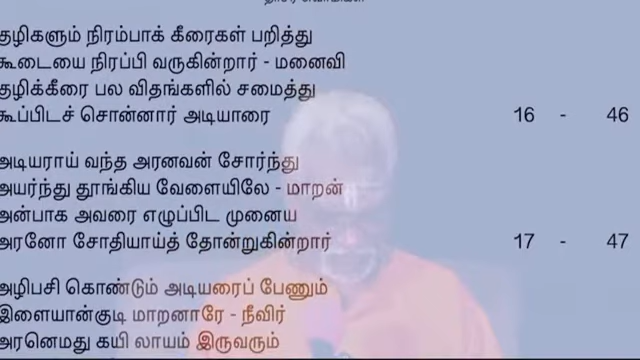 குழிகளும் நிரம்பாக் கீரைகள் பறித்து
கூடையை நிரப்பி வருகின்றார் - மனைவி
குழிக்கீரை பல விதங்களில் சமைத்து
கூப்பிடச் சொன்னார் அடியாரை 16 - 46
அடியராய் வந்த அரனவன் சோர்ந்து
அயர்ந்து தூங்கிய வேளையிலே - மாறன்
அன்பாக அவரை எழுப்பிட முனைய
அரனோ சோதியாய்த் தோன்றுகின்றார் 17 - 47
அழிபசி கொண்டும் அடியரைப் பேணும்
இளையான்குடி மாறனாரே - நீவிர்
அரனெமது கயி லாயம் இருவரும்